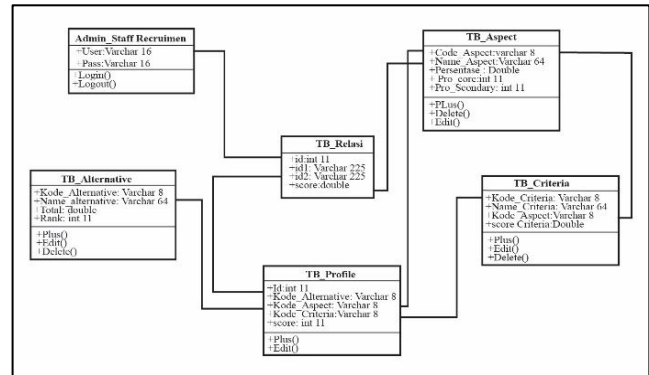 Admin_Staff Recruimen
+User:Varchar 16
+Pass:Varchar 16
+Login()
+Logout()
TB_Aspect
+Code_Aspect:varchar 8
+Name_Aspect:Varchar 64
+Persentase : Double
+ Pro_core:int 11
+Pro_Scondary: int 11
+PLus()
+Delete()
+Edit()
TB_Relasi
+id:int 11
+id1: Varchar 225
+id2: Varchar 225
+score:double
TB_Alternative
+Kode_Alternative: Varchar 8
+Name_alternative: Varchar 64
+Total: double
+Rank: int 11
+Plus()
+Edit()
+Delete()
TB_Criteria
+Kode_Criteria: Varchar 8
+Name_Criteria: Varchar 64
+Kode_Aspect:Varchar 8
+score Criteria:Double
+Plus()
+Edit()
+Delete()
TB_Profile
+Id:int 11
+Kode_Alternative: Varchar 8
+Kode_Aspect: Varchar 8
+Kode_Criteria:Varchar 8
+score: int 11
+Plus()
+Edit()